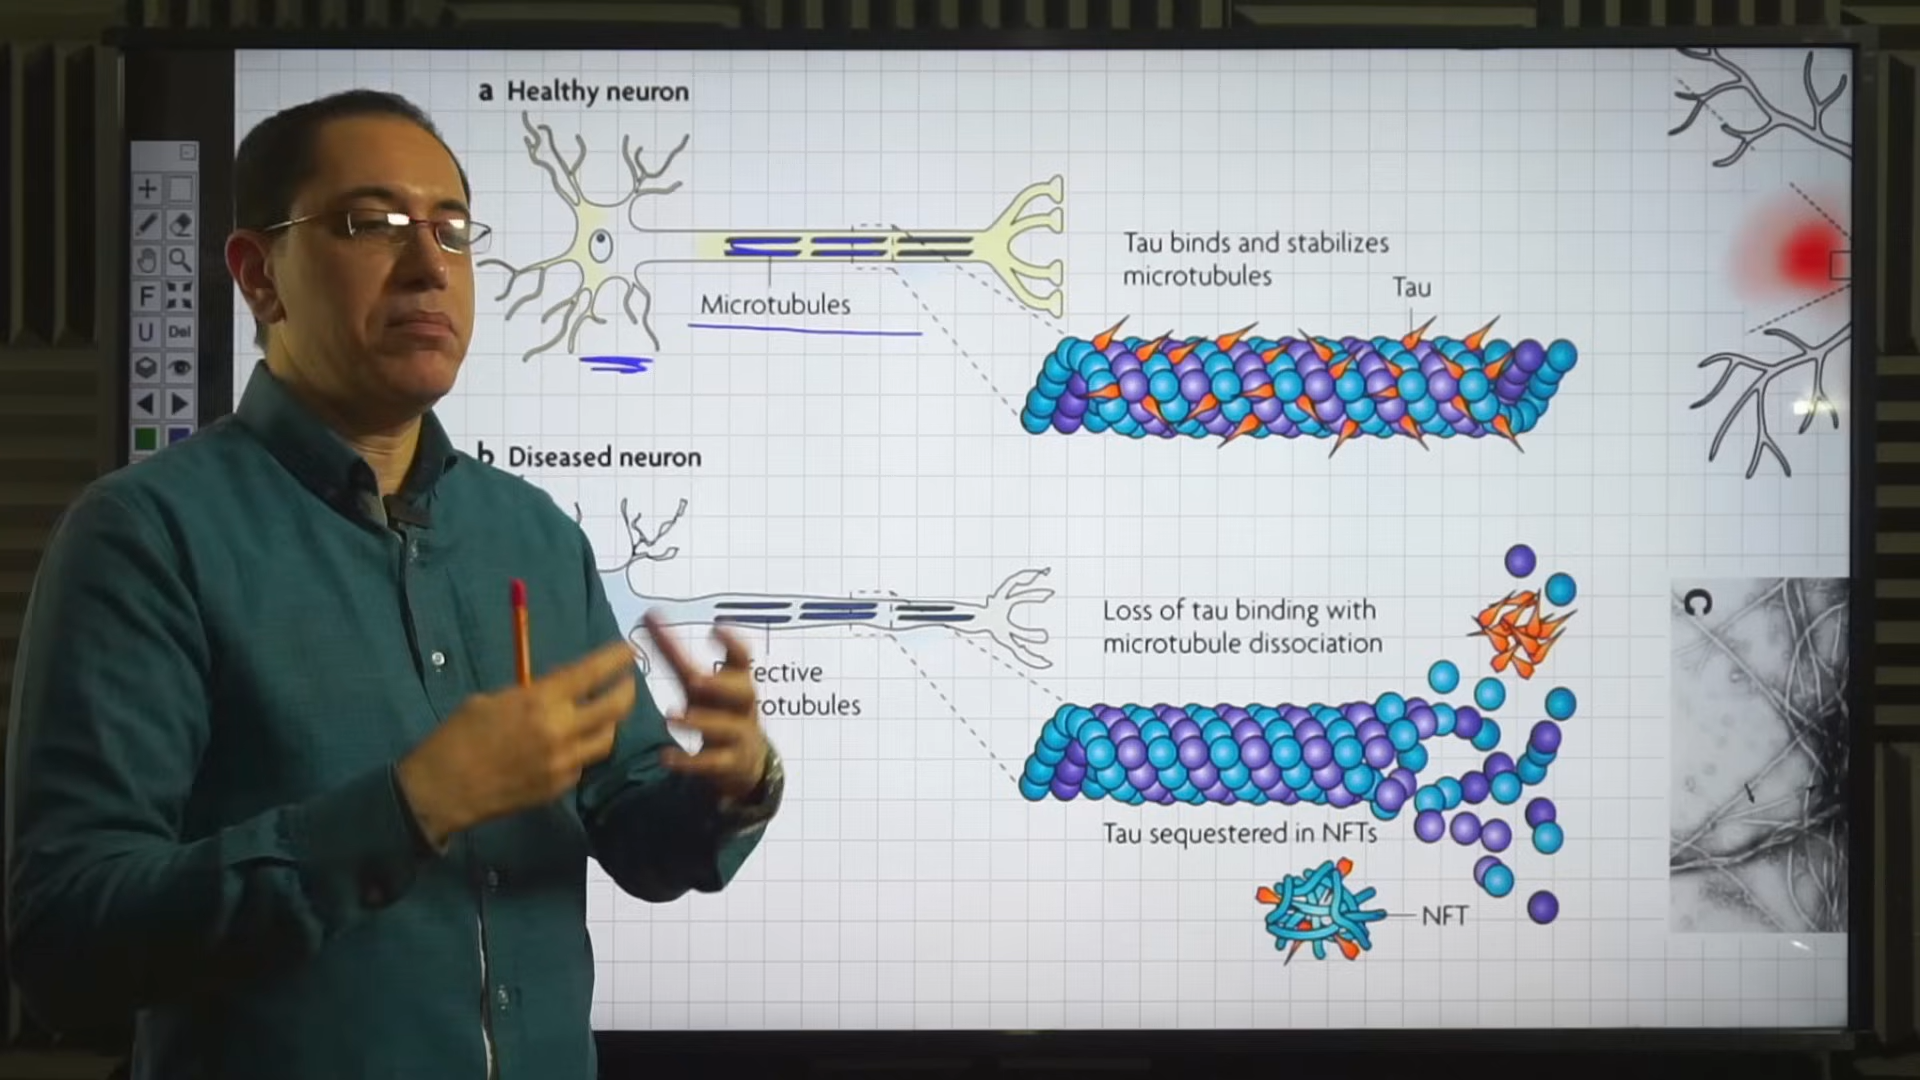 a Healthy neuron
Microtubules
Tau binds and stabilizes
microtubules
Tau
F
U Del
b Diseased neuron
Loss of tau binding with
microtubule dissociation
Tau sequestered in NFTs
NFT
C